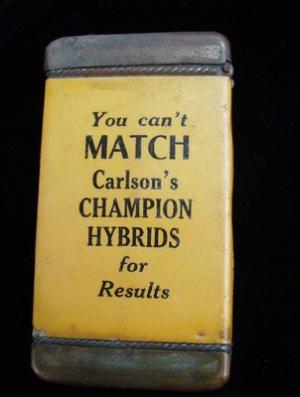 You can't
MATCH
Carlson's
CHAMPION
HYBRIDS
for
Results